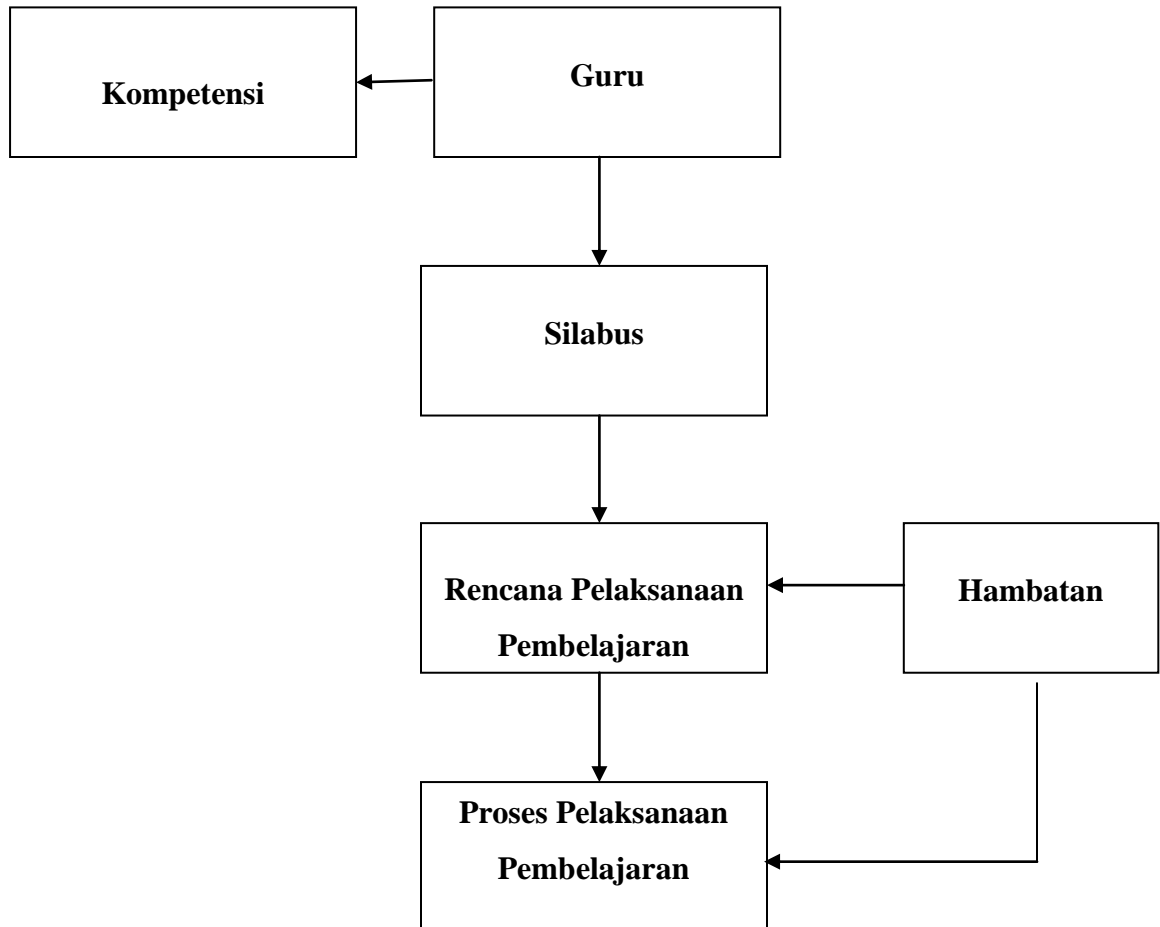 Kompetensi
Guru
Silabus
Rencana Pelaksanaan
Pembelajaran
Hambatan
Proses Pelaksanaan
Pembelajaran